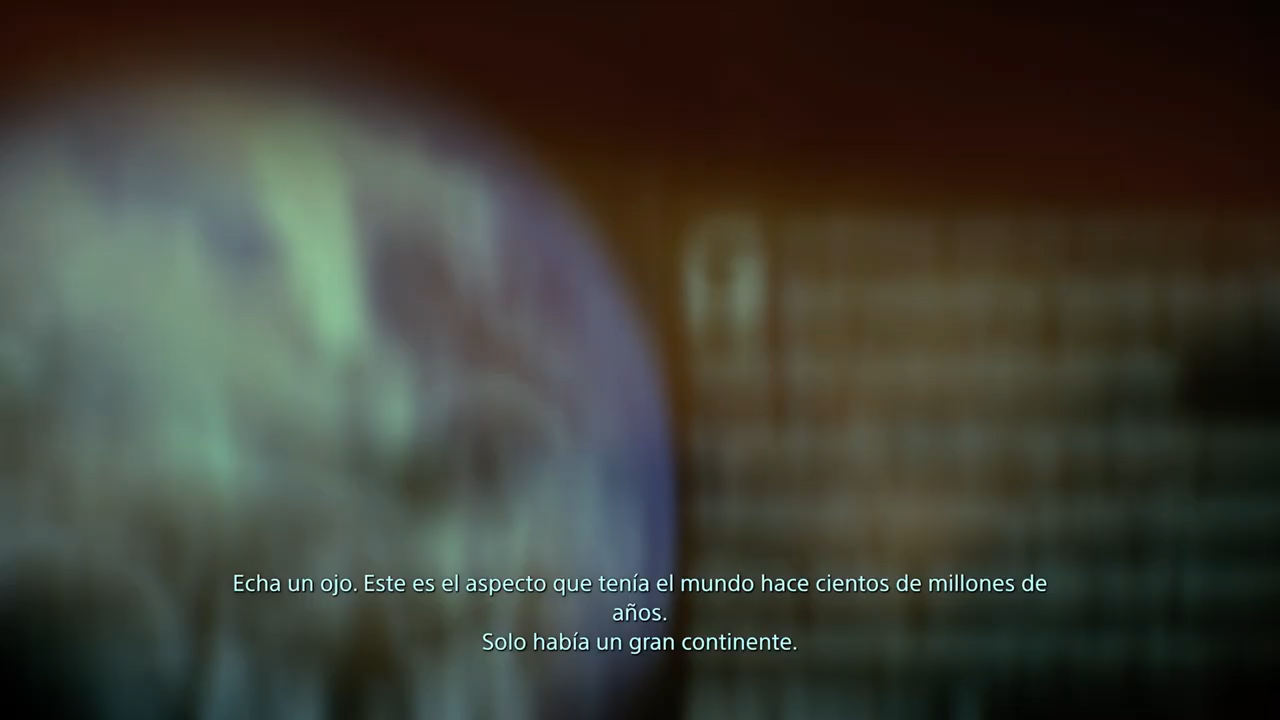 Echa un ojo. Este es el aspecto que tenía el mundo hace cientos de millones de
años.
Solo había un gran continente.